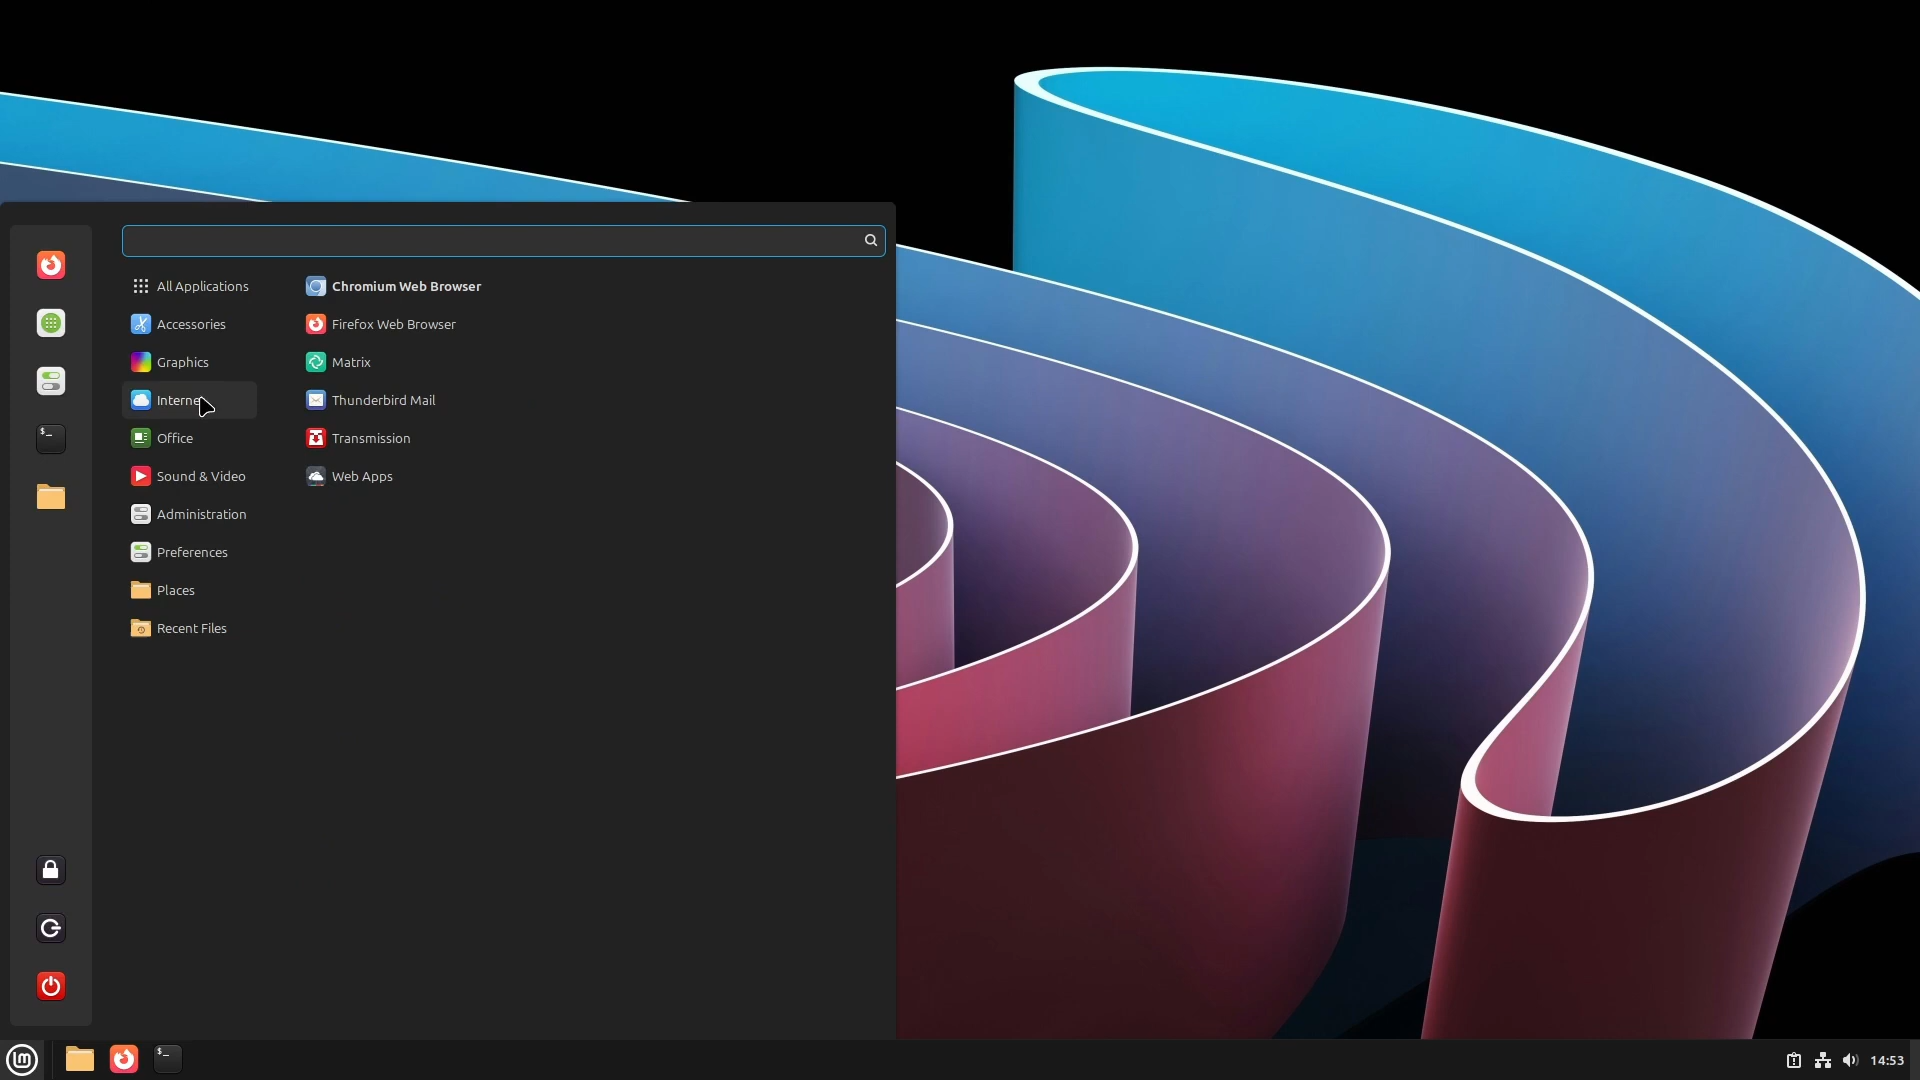 All Applications
Accessories
Graphics
Internet
Office
Sound & Video
Administration
Preferences
Places
Recent Files
Chromium Web Browser
Firefox Web Browser
Matrix
Thunderbird Mail
Transmission
Web Apps
14:53